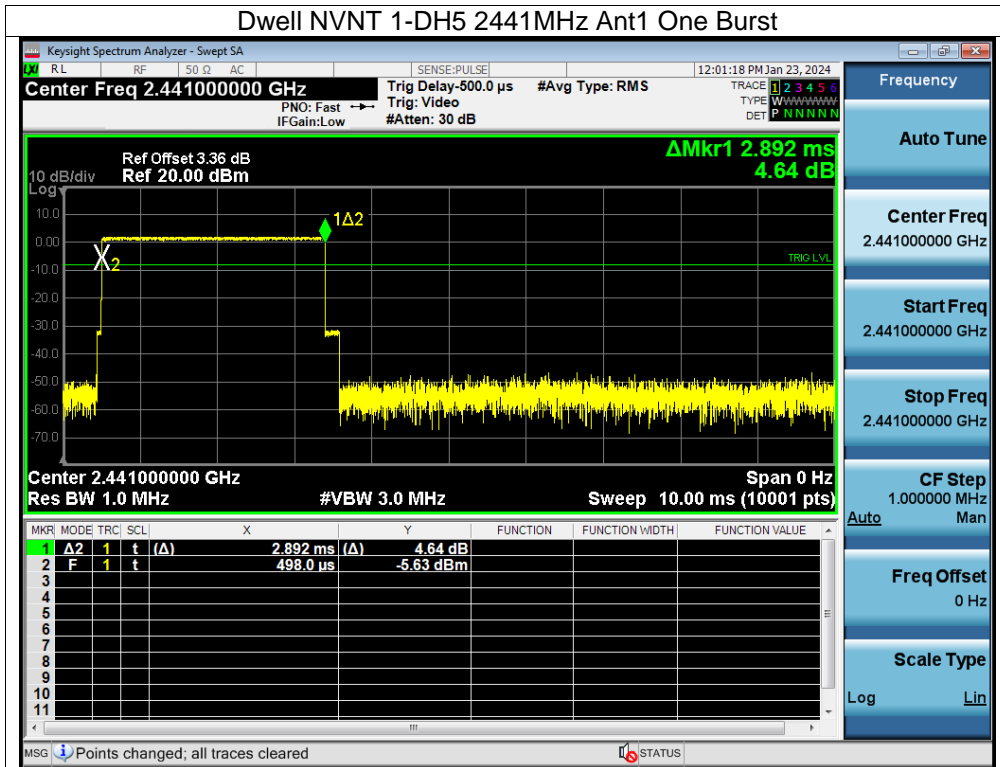 Dwell NVNT 1-DH5 2441MHz Ant1 One Burst
Keysight Spectrum Analyzer - Swept SA
LXI RL RF 50 Ω AC SENSE:PULSE 12:01:18 PM Jan 23, 2024
Center Freq 2.441000000 GHz
PNO: Fast
IFGain:Low
Trig Delay-500.0 µs
Trig: Video
#Atten: 30 dB
#Avg Type: RMS
TRACE 1 2 3 4 5 6
TYPE WWWWWW
DET P N N N N N
Ref Offset 3.36 dB
Ref 20.00 dBm
10 dB/div
Log
ΔMkr1 2.892 ms
4.64 dB
10.0
0.00
-10.0
-20.0
-30.0
-40.0
-50.0
-60.0
-70.0
1Δ2
2
TRIG LVL
Center 2.441000000 GHz Span 0 Hz
Res BW 1.0 MHz #VBW 3.0 MHz Sweep 10.00 ms (10001 pts)
MKR MODE TRC SCL X Y FUNCTION FUNCTION WIDTH FUNCTION VALUE
1 Δ2 1 t (Δ) 2.892 ms (Δ) 4.64 dB
2 F 1 t 498.0 µs -5.63 dBm
3
4
5
6
7
8
9
10
11
MSG Points changed; all traces cleared STATUS
Frequency
Auto Tune
Center Freq
2.441000000 GHz
Start Freq
2.441000000 GHz
Stop Freq
2.441000000 GHz
CF Step
1.000000 MHz
Auto Man
Freq Offset
0 Hz
Scale Type
Log Lin